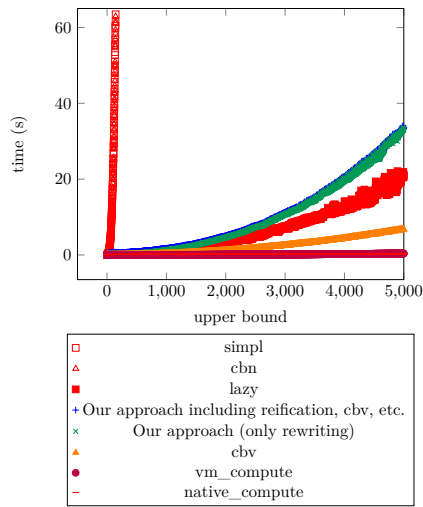 60
40
20
0
time (s)
0 1,000 2,000 3,000 4,000 5,000
upper bound
simpl
cbn
lazy
Our approach including reification, cbv, etc.
Our approach (only rewriting)
cbv
vm_compute
native_compute